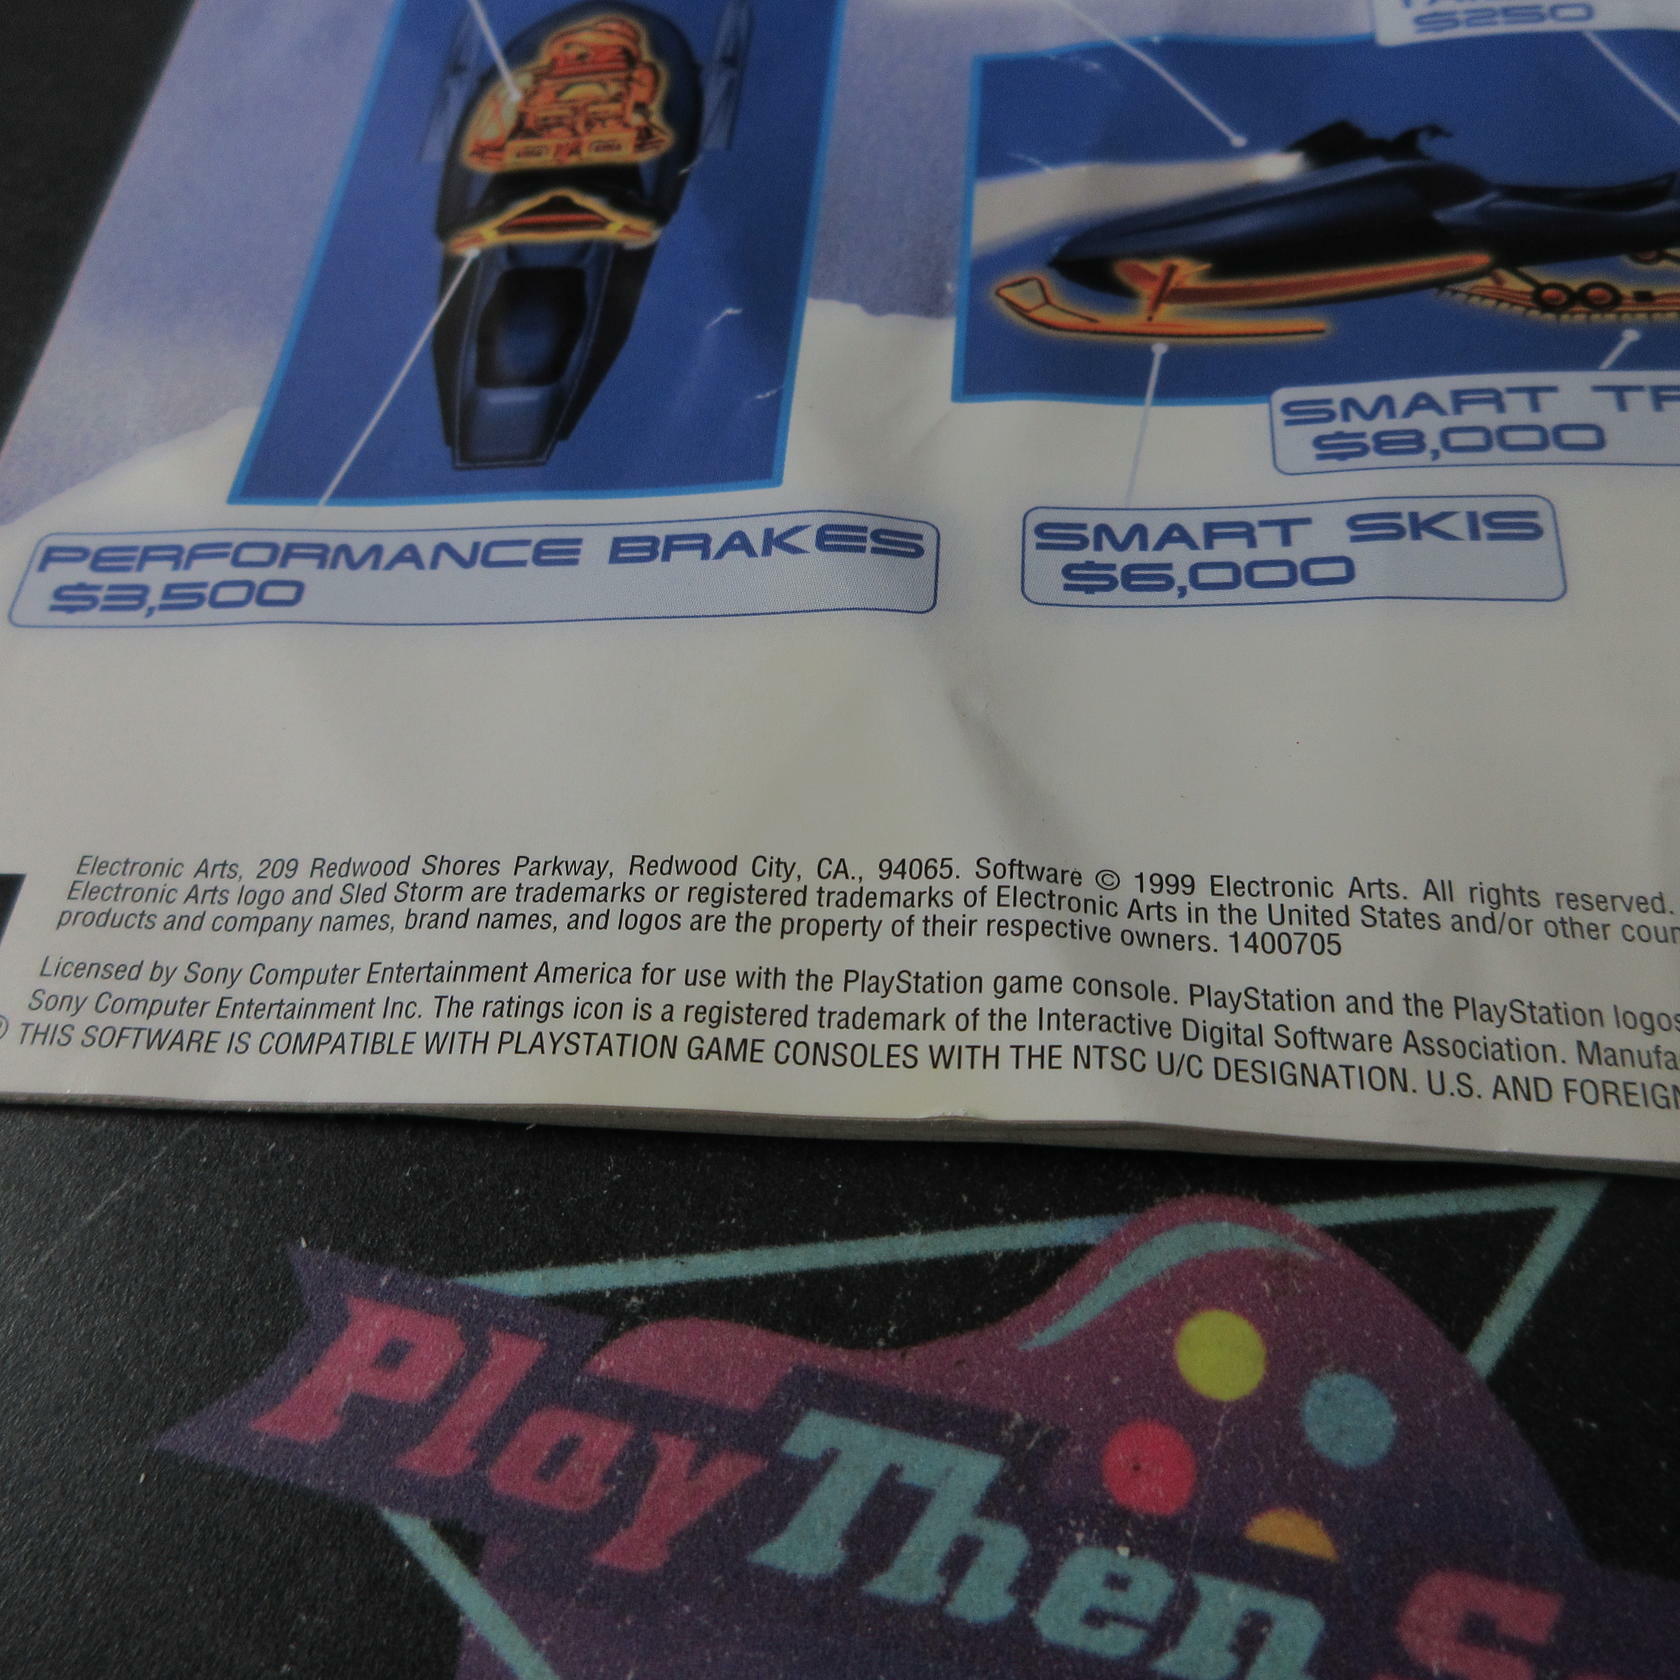 $250
SMART
$8,000
PERFORMANCE BRAKES
$3,500
SMART SKIS
$6,000
Electronic Arts, 209 Redwood Shores Parkway, Redwood City, CA., 94065. Software © 1999 Electronic Arts. All rights reserved.
Electronic Arts logo and Sled Storm are trademarks or registered trademarks of Electronic Arts in the United States and/or other
products and company names, brand names, and logos are the property of their respective owners. 1400705
Licensed by Sony Computer Entertainment America for use with the PlayStation game console. PlayStation and the PlayStation logos
Sony Computer Entertainment Inc. The ratings icon is a registered trademark of the Interactive Digital Software Association.
THIS SOFTWARE IS COMPATIBLE WITH PLAYSTATION GAME CONSOLES WITH THE NTSC U/C DESIGNATION. U.S. AND FOREIGN
Play Then S